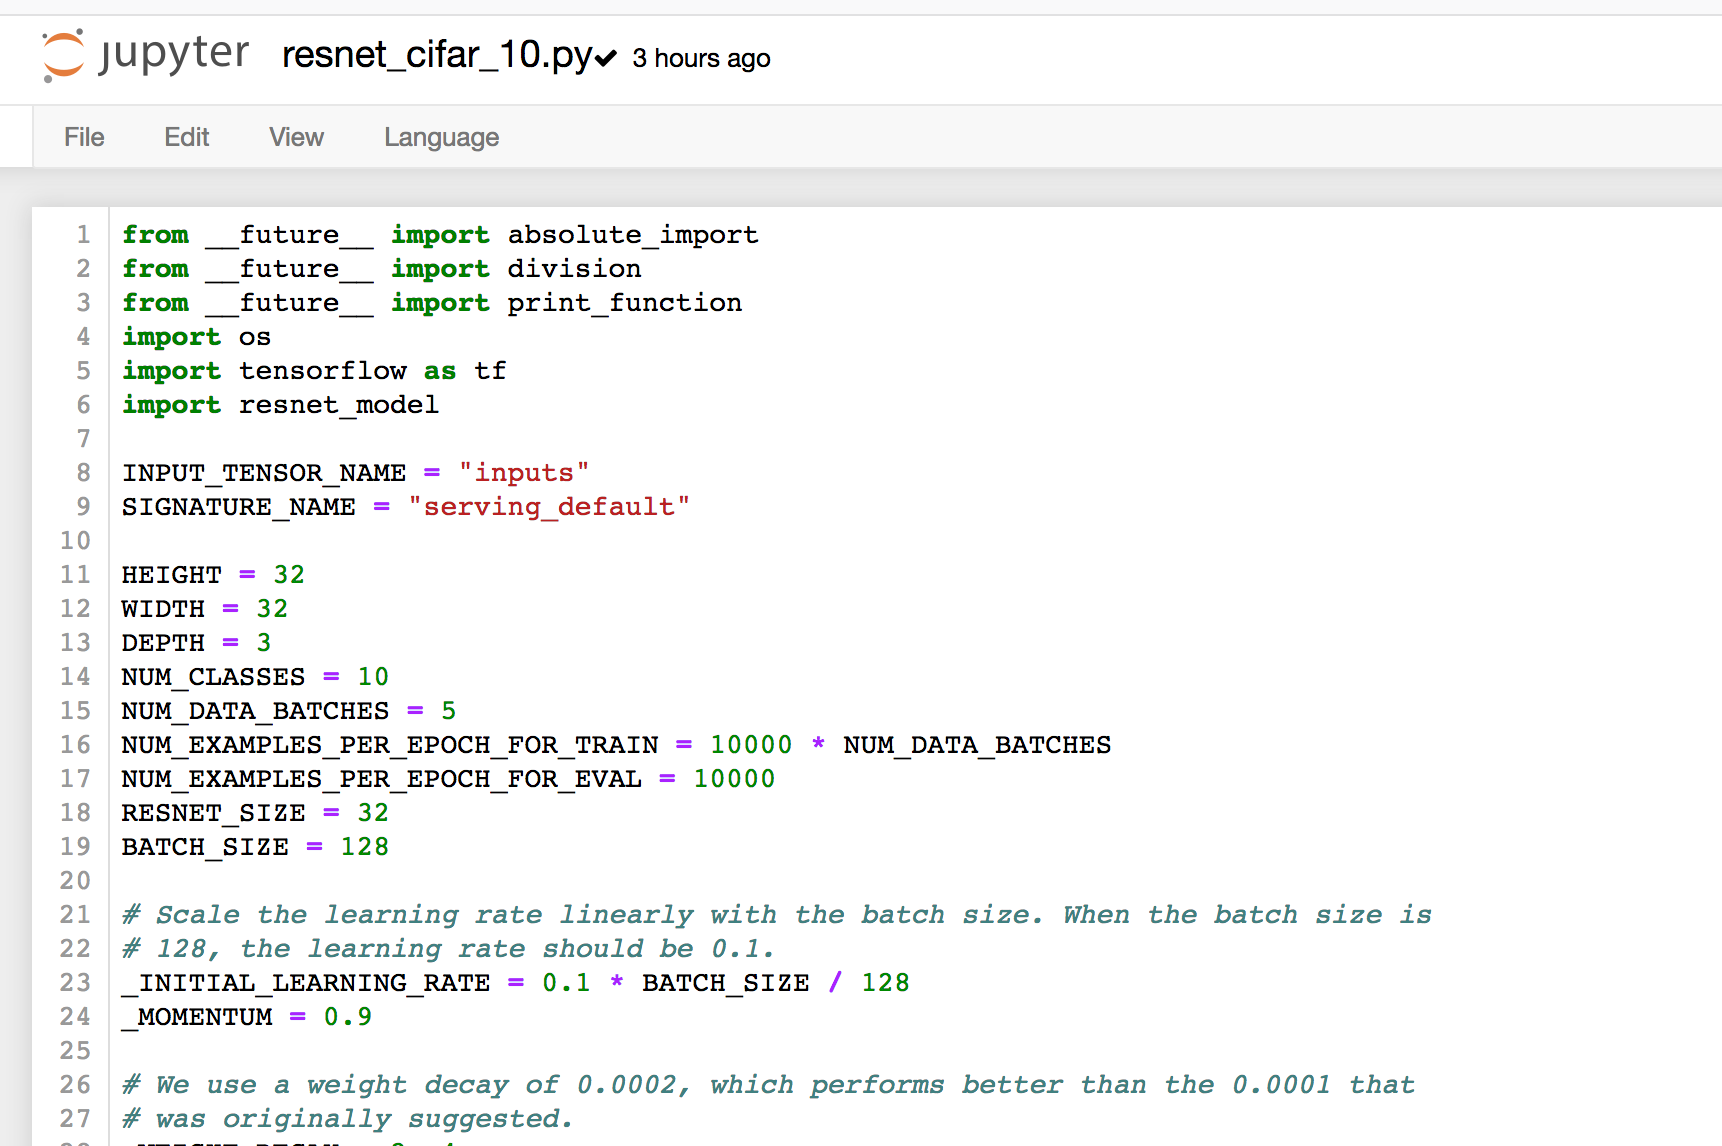 jupyter resnet_cifar_10.py✔ 3 hours ago
File Edit View Language
1 from __future__ import absolute_import
2 from __future__ import division
3 from __future__ import print_function
4 import os
5 import tensorflow as tf
6 import resnet_model
7
8 INPUT_TENSOR_NAME = "inputs"
9 SIGNATURE_NAME = "serving_default"
10
11 HEIGHT = 32
12 WIDTH = 32
13 DEPTH = 3
14 NUM_CLASSES = 10
15 NUM_DATA_BATCHES = 5
16 NUM_EXAMPLES_PER_EPOCH_FOR_TRAIN = 10000 * NUM_DATA_BATCHES
17 NUM_EXAMPLES_PER_EPOCH_FOR_EVAL = 10000
18 RESNET_SIZE = 32
19 BATCH_SIZE = 128
20
21 # Scale the learning rate linearly with the batch size. When the batch size is
22 # 128, the learning rate should be 0.1.
23 _INITIAL_LEARNING_RATE = 0.1 * BATCH_SIZE / 128
24 _MOMENTUM = 0.9
25
26 # We use a weight decay of 0.0002, which performs better than the 0.0001 that
27 # was originally suggested.